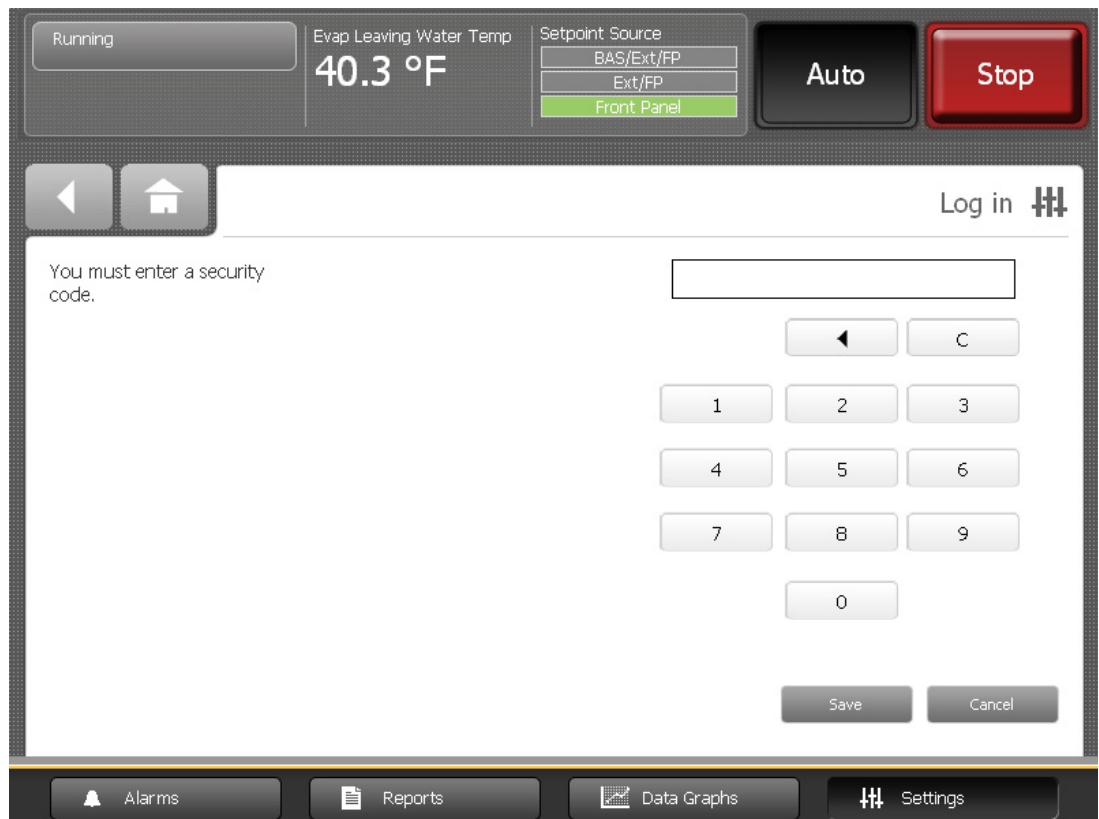 Running
Evap Leaving Water Temp
40.3 °F
Setpoint Source
BAS/Ext/FP
Ext/FP
Front Panel
Auto
Stop
Log in
You must enter a security
code.
C
1 2 3
4 5 6
7 8 9
0
Save Cancel
Alarms Reports Data Graphs Settings